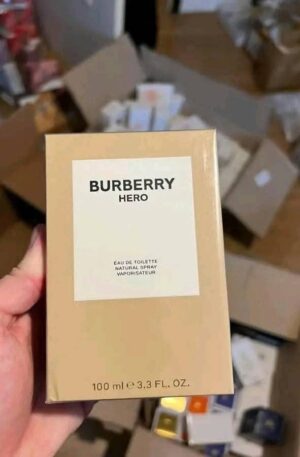 BURBERRY
HERO
EAU DE TOILETTE
NATURAL SPRAY
VAPORISATEUR
100 ml ℮ 3.3 FL. OZ.